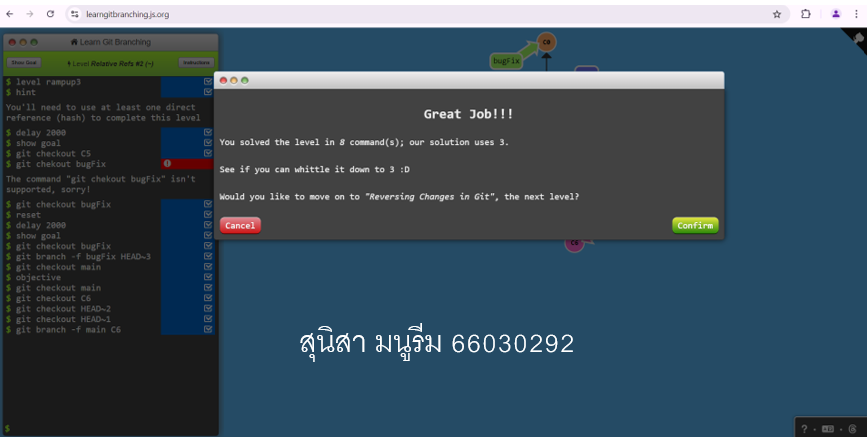 learngitbranching.js.org
Learn Git Branching
Show Goal
Level Relative Refs #2 (~)
Instructions
$ level rampup3
$ hint
You'll need to use at least one direct
reference (hash) to complete this level
$ delay 2000
$ show goal
$ git checkout C5
$ git chekout bugFix
The command "git chekout bugFix" isn't
supported, sorry!
$ git checkout bugFix
$ reset
$ delay 2000
$ show goal
$ git checkout bugFix
$ git branch -f bugFix HEAD~3
$ git checkout main
$ objective
$ git checkout main
$ git checkout C6
$ git checkout HEAD~2
$ git checkout HEAD~1
$ git branch -f main C6
$
bugFix
C0
Great Job!!!
You solved the level in 8 command(s); our solution uses 3.
See if you can whittle it down to 3 :D
Would you like to move on to "Reversing Changes in Git", the next level?
Cancel
Confirm
C6
สุนิสา มนูรีม 66030292